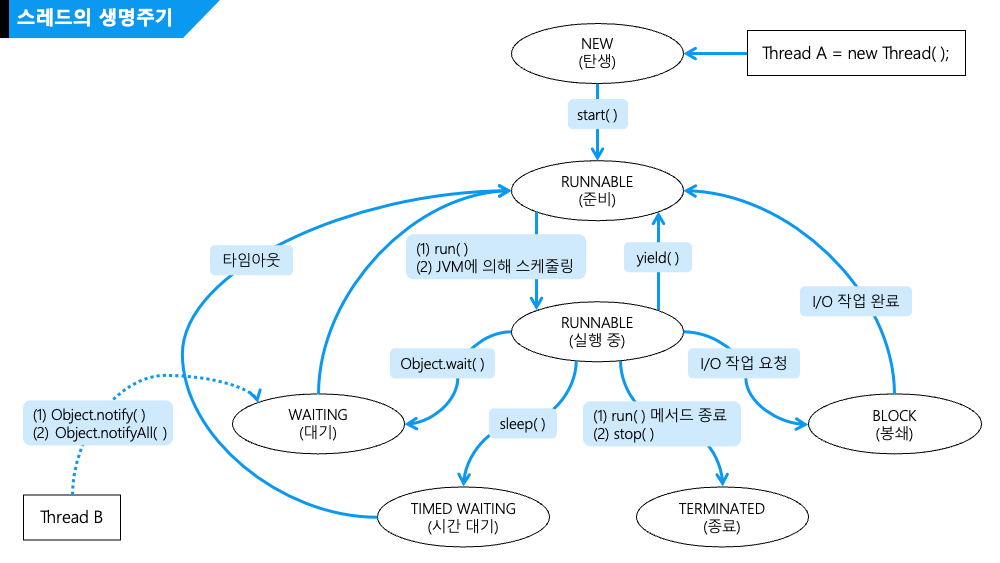 스레드의 생명주기
NEW
(탄생)
Thread A = new Thread( );
start( )
RUNNABLE
(준비)
타임아웃
(1) run( )
(2) JVM에 의해 스케줄링
yield( )
I/O 작업 완료
RUNNABLE
(실행 중)
Object.wait( )
I/O 작업 요청
(1) Object.notify( )
(2) Object.notifyAll( )
WAITING
(대기)
sleep( )
(1) run( ) 메서드 종료
(2) stop( )
BLOCK
(봉쇄)
Thread B
TIMED WAITING
(시간 대기)
TERMINATED
(종료)